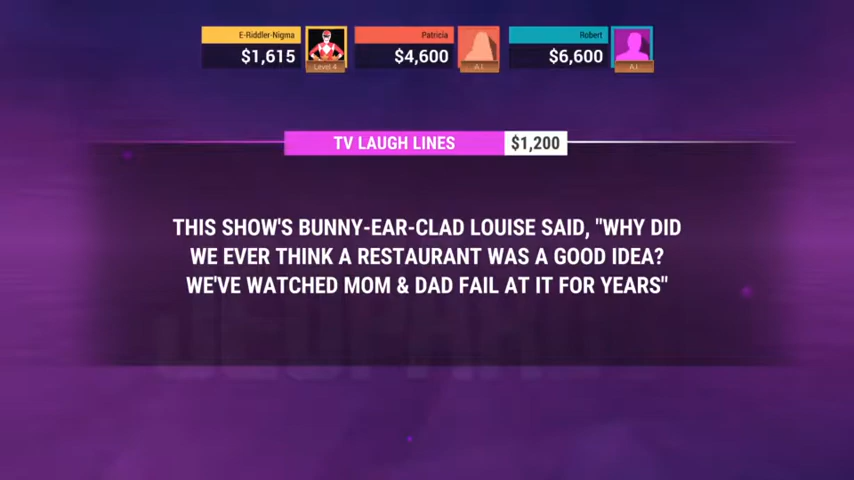 E-Riddler-Nigma
$1,615
Level 4
Patricia
$4,600
A.I
Robert
$6,600
A.I
TV LAUGH LINES
$1,200
THIS SHOW'S BUNNY-EAR-CLAD LOUISE SAID, "WHY DID
WE EVER THINK A RESTAURANT WAS A GOOD IDEA?
WE'VE WATCHED MOM & DAD FAIL AT IT FOR YEARS"